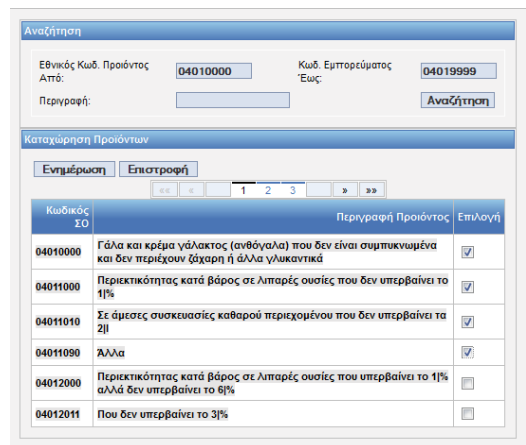 Αναζήτηση
Εθνικός Κωδ. Προιόντος Από:
04010000
Κωδ. Εμπορεύματος Έως:
04019999
Περιγραφή:
Αναζήτηση
Καταχώρηση Προϊόντων
Ενημέρωση Επιστροφή
«« « 1 2 3 » »»
Κωδικός ΣΟ Περιγραφή Προιόντος Επιλογή
04010000 Γάλα και κρέμα γάλακτος (ανθόγαλα) που δεν είναι συμπυκνωμένα
και δεν περιέχουν ζάχαρη ή άλλα γλυκαντικά
04011000 Περιεκτικότητας κατά βάρος σε λιπαρές ουσίες που δεν υπερβαίνει το
1|%
04011010 Σε άμεσες συσκευασίες καθαρού περιεχομένου που δεν υπερβαίνει τα
2|l
04011090 Άλλα
04012000 Περιεκτικότητας κατά βάρος σε λιπαρές ουσίες που υπερβαίνει το 1|%
αλλά δεν υπερβαίνει το 6|%
04012011 Που δεν υπερβαίνει το 3|%